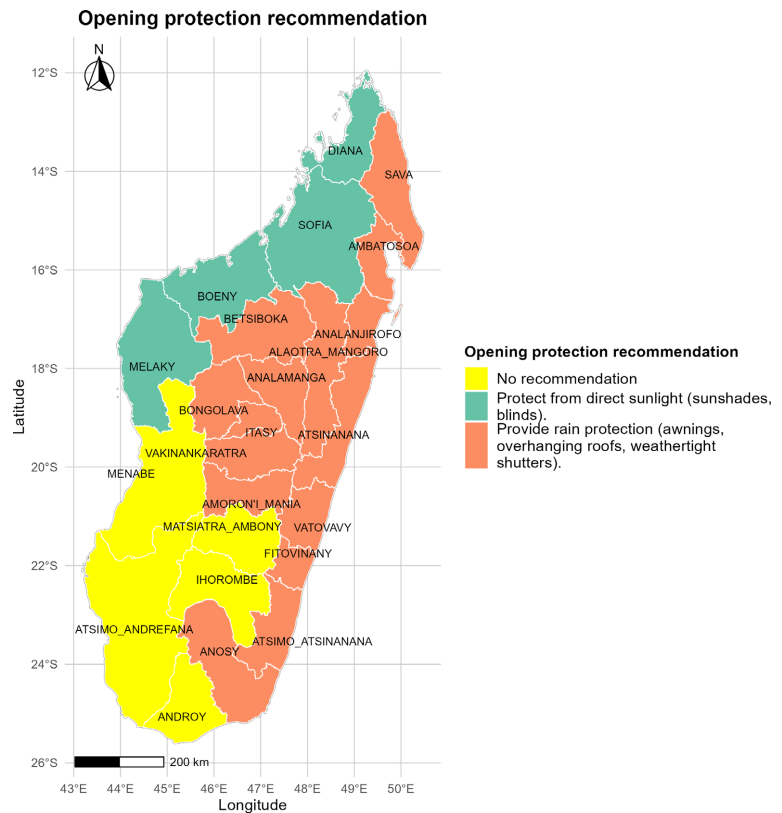 Opening protection recommendation
N
12°S
DIANA
14°S
SAVA
SOFIA
AMBATOSOA
16°S
BOENY
BETSIBOKA
ANALANJIROFO
ALAOTRA_MANGORO
18°S
MELAKY
ANALAMANGA
BONGOLAVA
ITASY
ATSINANANA
VAKINANKARATRA
20°S
MENABE
AMORON'I_MANIA
MATSIATRA_AMBONY
VATOVAVY
FITOVINANY
22°S
IHOROMBE
ATSIMO_ANDREFANA
ATSIMO_ATSINANANA
ANOSY
24°S
ANDROY
200 km
26°S
43°E 44°E 45°E 46°E 47°E 48°E 49°E 50°E
Longitude
Latitude
Opening protection recommendation
No recommendation
Protect from direct sunlight (sunshades,
blinds).
Provide rain protection (awnings,
overhanging roofs, weathertight
shutters).